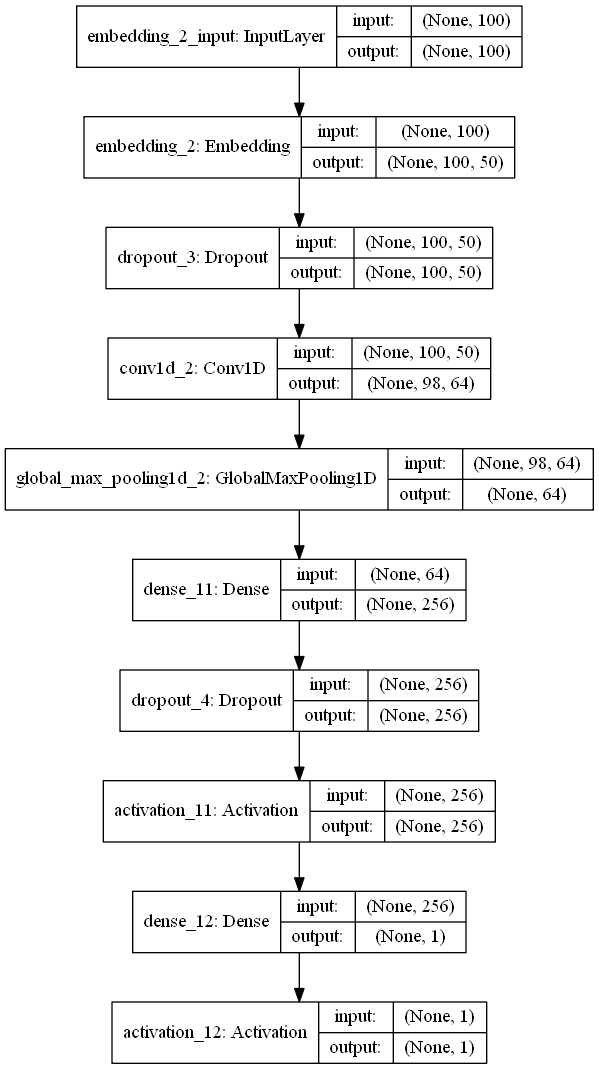 embedding_2_input: InputLayer
input: (None, 100)
output: (None, 100)
embedding_2: Embedding
input: (None, 100)
output: (None, 100, 50)
dropout_3: Dropout
input: (None, 100, 50)
output: (None, 100, 50)
conv1d_2: Conv1D
input: (None, 100, 50)
output: (None, 98, 64)
global_max_pooling1d_2: GlobalMaxPooling1D
input: (None, 98, 64)
output: (None, 64)
dense_11: Dense
input: (None, 64)
output: (None, 256)
dropout_4: Dropout
input: (None, 256)
output: (None, 256)
activation_11: Activation
input: (None, 256)
output: (None, 256)
dense_12: Dense
input: (None, 256)
output: (None, 1)
activation_12: Activation
input: (None, 1)
output: (None, 1)